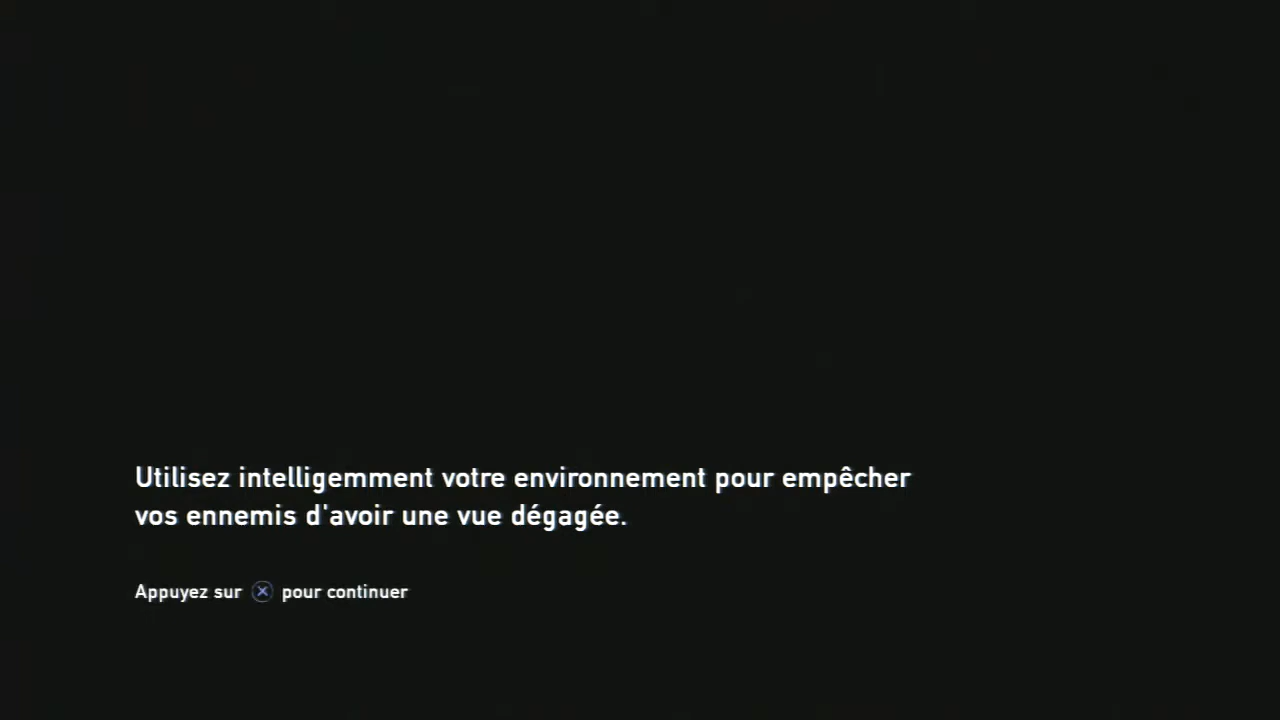 Utilisez intelligemment votre environnement pour empêcher
vos ennemis d'avoir une vue dégagée.
Appuyez sur ⓧ pour continuer